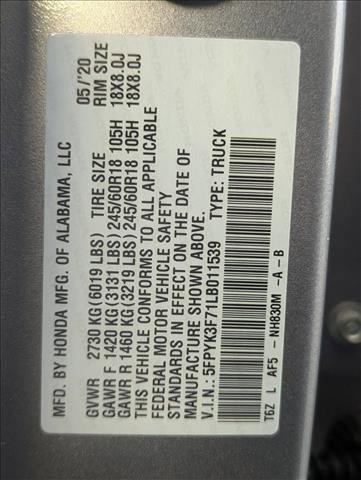 MFD. BY HONDA MFG. OF ALABAMA, LLC 05/'20
GVWR 2730 KG(6019 LBS) TIRE SIZE RIM SIZE
GAWR F 1420 KG(3131 LBS) 245/60R18 105H 18X8.0J
GAWR R 1460 KG(3219 LBS) 245/60R18 105H 18X8.0J
THIS VEHICLE CONFORMS TO ALL APPLICABLE
FEDERAL MOTOR VEHICLE SAFETY
STANDARDS IN EFFECT ON THE DATE OF
MANUFACTURE SHOWN ABOVE.
V.I.N.: 5FPYK3F71LB011539 TYPE: TRUCK
T6Z L AF5 - NH830M -A-B